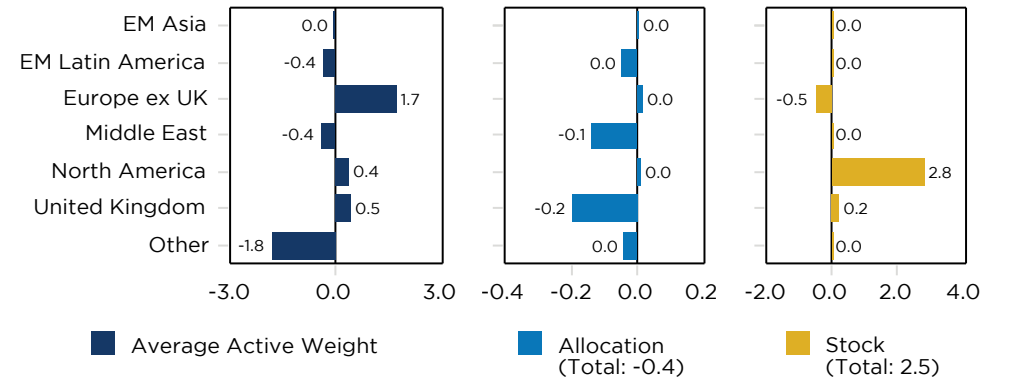 EM Asia 0.0 0.0 0.0
EM Latin America -0.4 0.0 0.0
Europe ex UK 1.7 0.0 -0.5
Middle East -0.4 -0.1 0.0
North America 0.4 0.0 2.8
United Kingdom 0.5 -0.2 0.2
Other -1.8 0.0 0.0
-3.0 0.0 3.0 -0.4 -0.2 0.0 0.2 -2.0 0.0 2.0 4.0
Average Active Weight Allocation Stock
(Total: -0.4) (Total: 2.5)